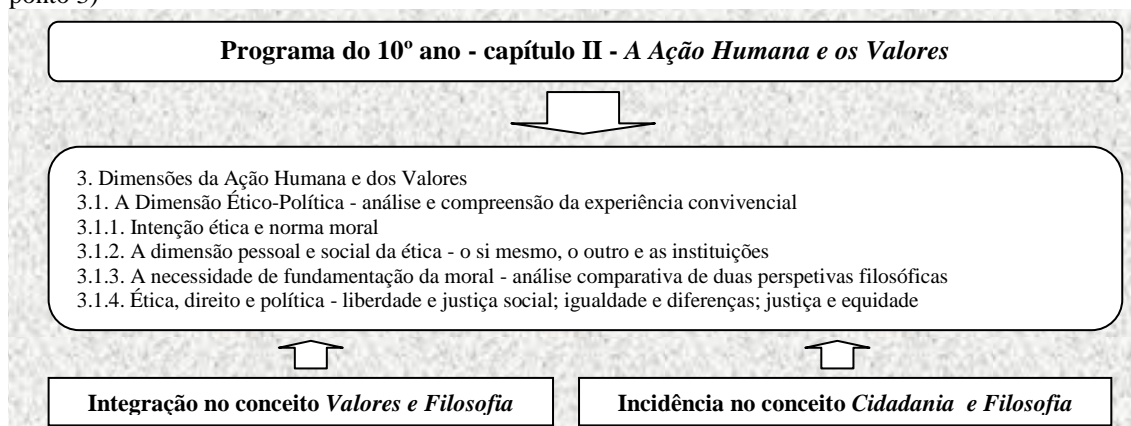 ponto 3)
Programa do 10º ano - capítulo II - A Ação Humana e os Valores
3. Dimensões da Ação Humana e dos Valores
3.1. A Dimensão Ético-Política - análise e compreensão da experiência convivencial
3.1.1. Intenção ética e norma moral
3.1.2. A dimensão pessoal e social da ética - o si mesmo, o outro e as instituições
3.1.3. A necessidade de fundamentação da moral - análise comparativa de duas perspetivas filosóficas
3.1.4. Ética, direito e política - liberdade e justiça social; igualdade e diferenças; justiça e equidade
Integração no conceito Valores e Filosofia
Incidência no conceito Cidadania e Filosofia